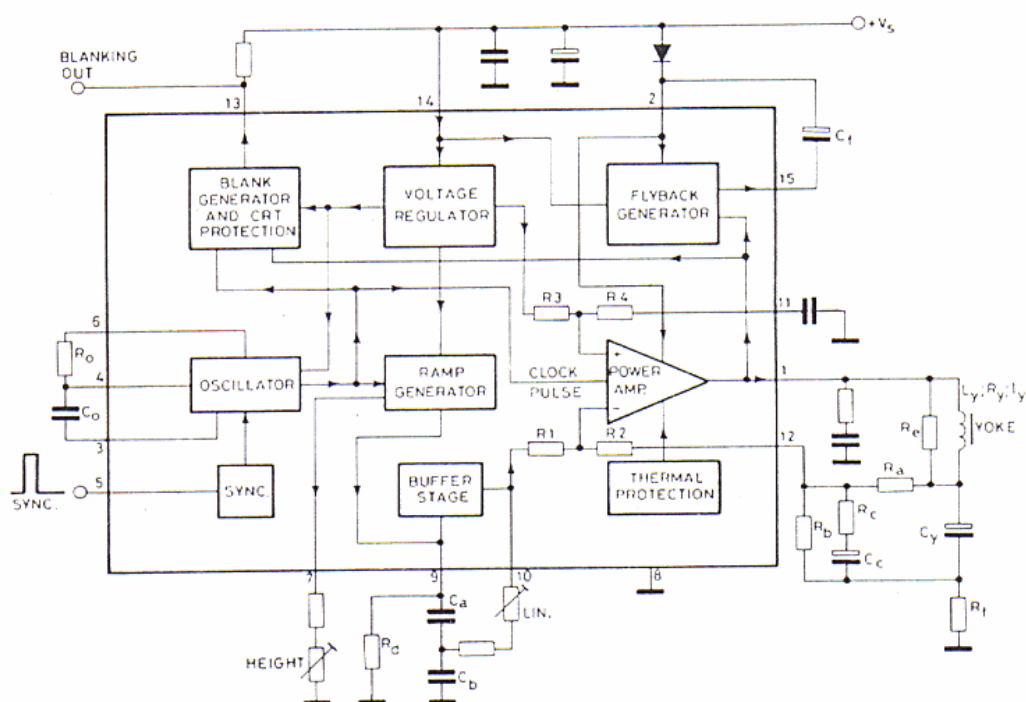 +Vs
BLANKING
OUT
13
14
2
Cf
15
BLANK
GENERATOR
AND CRT
PROTECTION
VOLTAGE
REGULATOR
FLYBACK
GENERATOR
R3
R4
11
6
Ro
4
OSCILLATOR
RAMP
GENERATOR
CLOCK
PULSE
+
POWER
AMP.
−
1
Ly;Ry;Iy
YOKE
Co
3
R1
R2
12
Re
Ra
SYNC.
5
SYNC.
BUFFER
STAGE
THERMAL
PROTECTION
Rb
Rc
Cc
Cy
7
9
10
8
Ca
LIN.
Rf
HEIGHT
Rd
Cb